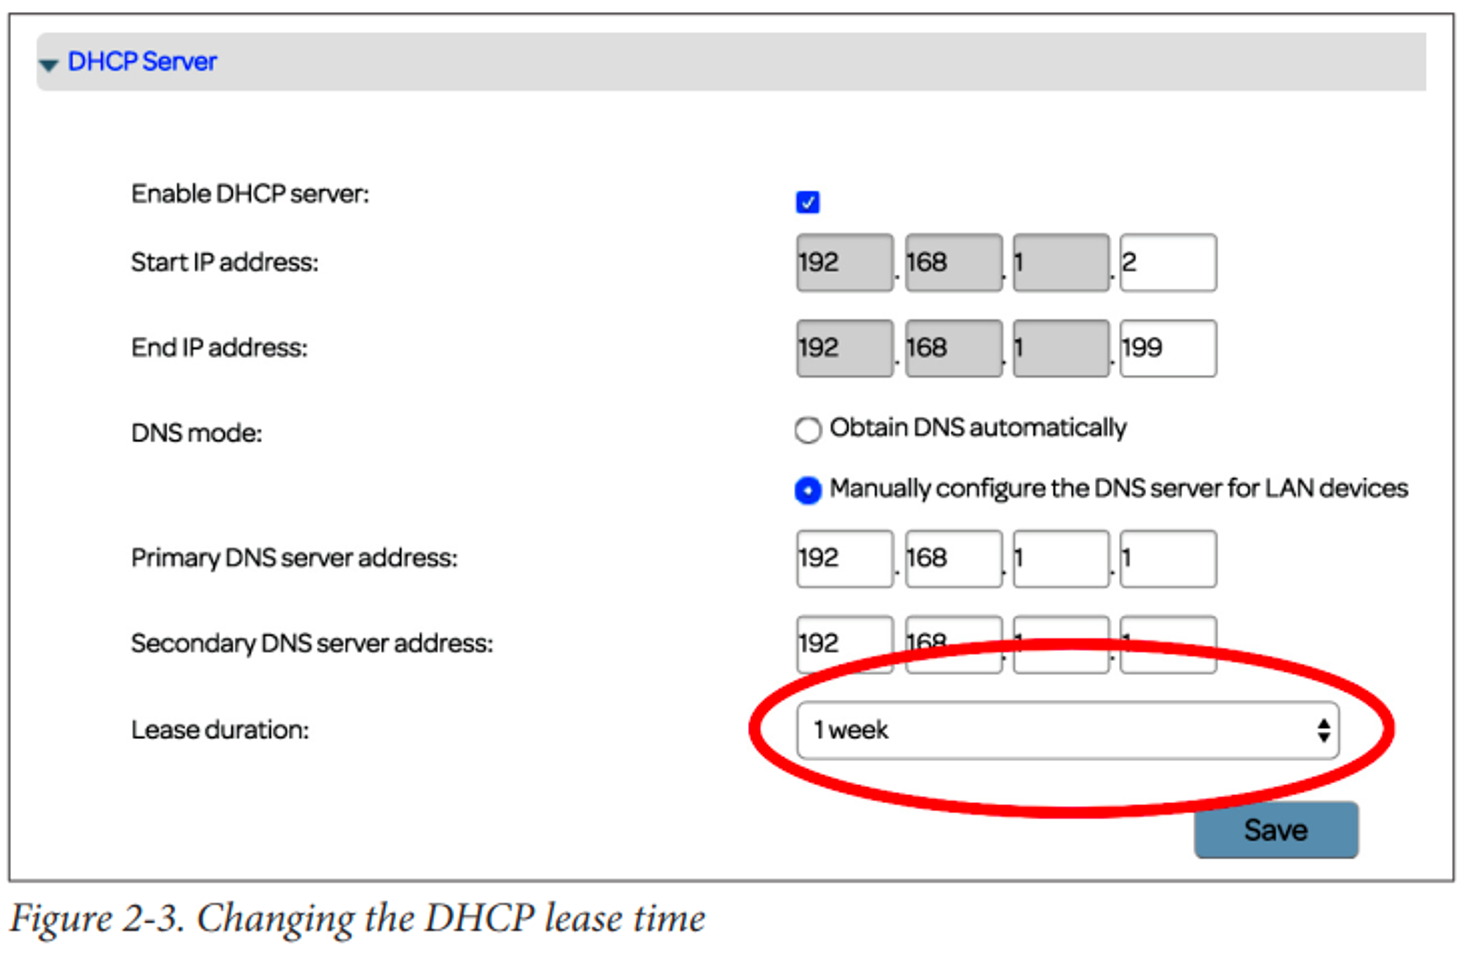 DHCP Server
Enable DHCP server:
Start IP address: 192 . 168 . 1 . 2
End IP address: 192 . 168 . 1 . 199
DNS mode: Obtain DNS automatically
Manually configure the DNS server for LAN devices
Primary DNS server address: 192 . 168 . 1 . 1
Secondary DNS server address: 192 . 168 . 1 . 1
Lease duration: 1 week
Save
Figure 2-3. Changing the DHCP lease time